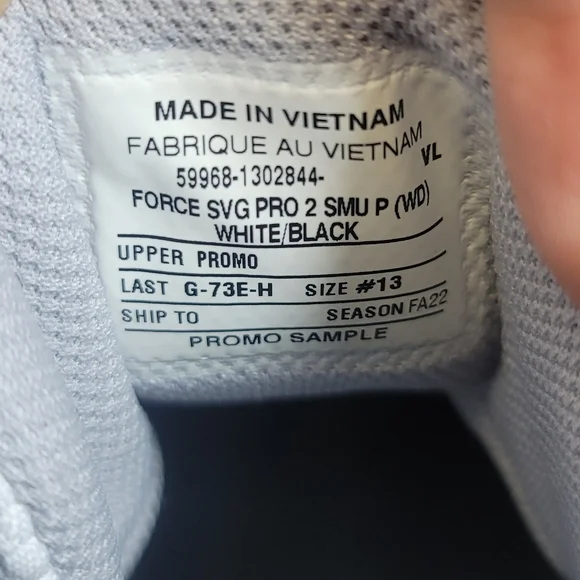 MADE IN VIETNAM
FABRIQUE AU VIETNAM VL
59968-1302844-
FORCE SVG PRO 2 SMU P (WD)
WHITE/BLACK
UPPER PROMO
LAST G-73E-H SIZE #13
SHIP TO SEASON FA22
PROMO SAMPLE